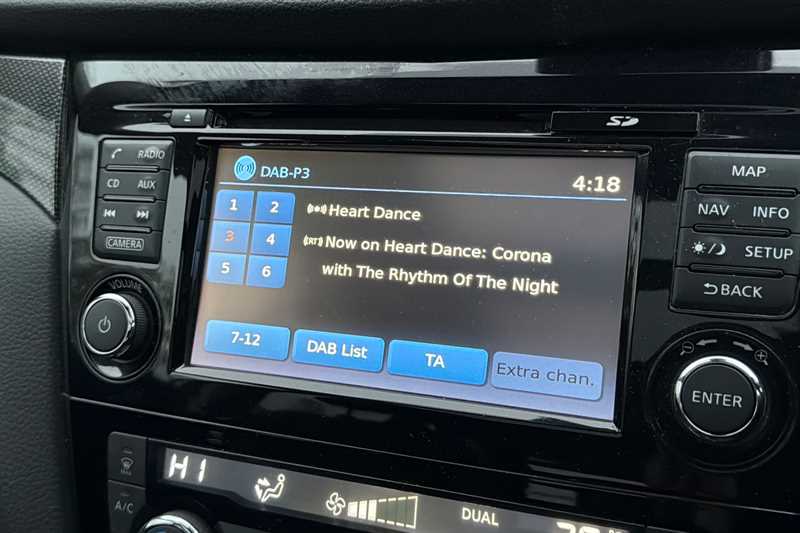 SD
RADIO
CD AUX
CAMERA
VOLUME
DAB-P3
4:18
1 2
3 4
5 6
Heart Dance
(RT) Now on Heart Dance: Corona
with The Rhythm Of The Night
7-12
DAB List
TA
Extra chan.
MAP
NAV INFO
SETUP
BACK
ENTER
A/C
HI
DUAL